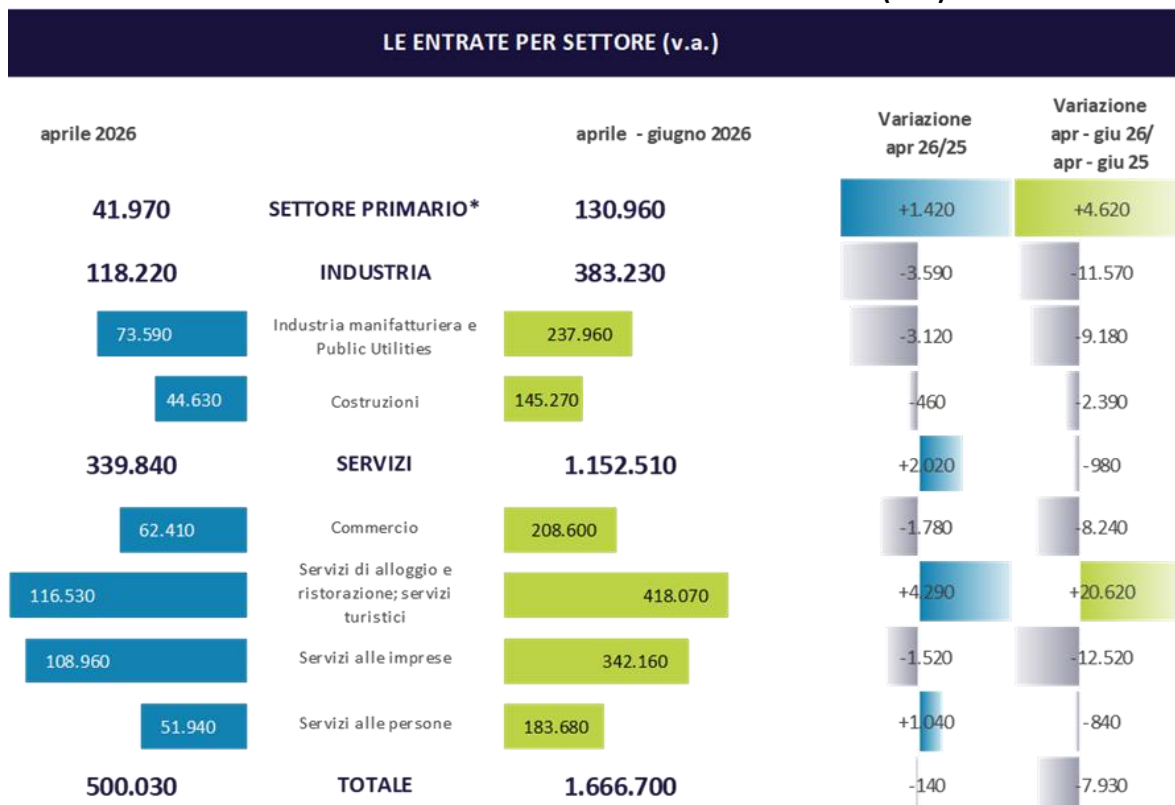 LE ENTRATE PER SETTORE (v.a.)
aprile 2026
aprile - giugno 2026
Variazione
apr 26/25
Variazione
apr - giu 26/
apr - giu 25
41.970 SETTORE PRIMARIO* 130.960 +1.420 +4.620
118.220 INDUSTRIA 383.230 -3.590 -11.570
73.590 Industria manifatturiera e
Public Utilities 237.960 -3.120 -9.180
44.630 Costruzioni 145.270 -460 -2.390
339.840 SERVIZI 1.152.510 +2.020 -980
62.410 Commercio 208.600 -1.780 -8.240
116.530 Servizi di alloggio e
ristorazione; servizi
turistici 418.070 +4.290 +20.620
108.960 Servizi alle imprese 342.160 -1.520 -12.520
51.940 Servizi alle persone 183.680 +1.040 -840
500.030 TOTALE 1.666.700 -140 -7.930